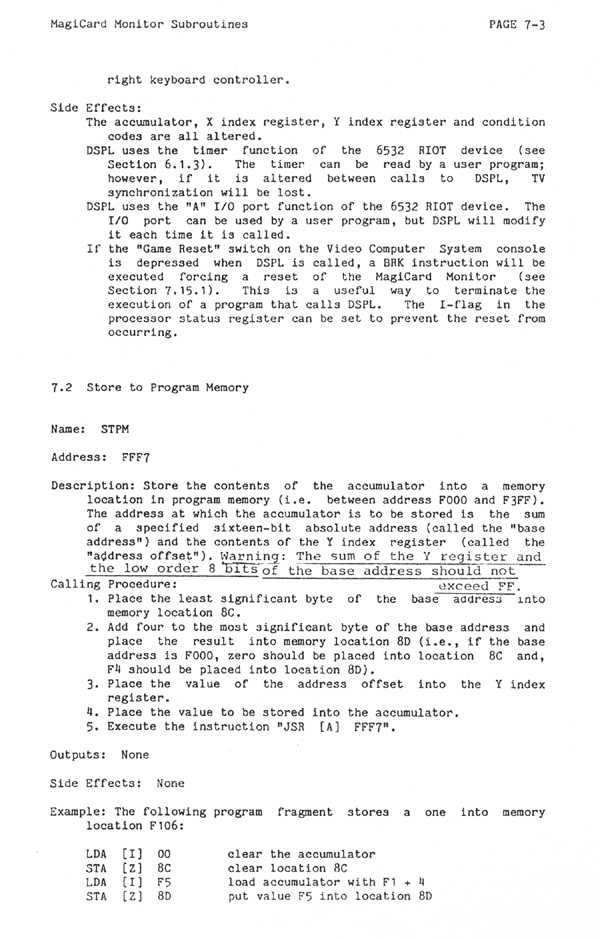 MagiCard Monitor Subroutines PAGE 7-3
right keyboard controller.
Side Effects:
The accumulator, X index register, Y index register and condition
codes are all altered.
DSPL uses the timer function of the 6532 RIOT device (see
Section 6.1.3). The timer can be read by a user program;
however, if it is altered between calls to DSPL, TV
synchronization will be lost.
DSPL uses the "A" I/O port function of the 6532 RIOT device. The
I/O port can be used by a user program, but DSPL will modify
it each time it is called.
If the "Game Reset" switch on the Video Computer System console
is depressed when DSPL is called, a BRK instruction will be
executed forcing a reset of the MagiCard Monitor (see
Section 7.15.1). This is a useful way to terminate the
execution of a program that calls DSPL. The I-flag in the
processor status register can be set to prevent the reset from
occurring.
7.2 Store to Program Memory
Name: STPM
Address: FFF7
Description: Store the contents of the accumulator into a memory
location in program memory (i.e. between address F000 and F3FF).
The address at which the accumulator is to be stored is the sum
of a specified sixteen-bit absolute address (called the "base
address") and the contents of the Y index register (called the
"address offset"). Warning: The sum of the Y register and
the low order 8 bits of the base address should not
exceed FF.
Calling Procedure:
1. Place the least significant byte of the base address into
memory location 8C.
2. Add four to the most significant byte of the base address and
place the result into memory location 8D (i.e., if the base
address is F000, zero should be placed into location 8C and,
F4 should be placed into location 8D).
3. Place the value of the address offset into the Y index
register.
4. Place the value to be stored into the accumulator.
5. Execute the instruction "JSR [A] FFF7".
Outputs: None
Side Effects: None
Example: The following program fragment stores a one into memory
location F106:
LDA [I] 00 clear the accumulator
STA [Z] 8C clear location 8C
LDA [I] F5 load accumulator with F1 + 4
STA [Z] 8D put value F5 into location 8D